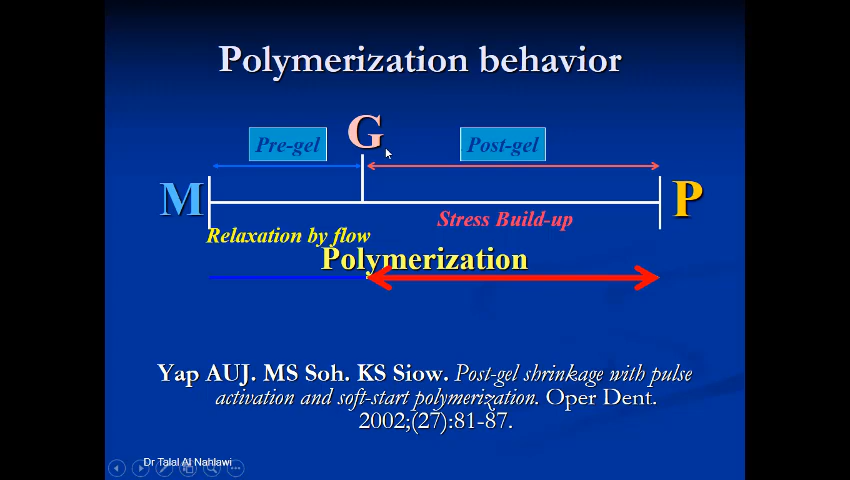 Polymerization behavior
G
Pre-gel
Post-gel
M
P
Stress Build-up
Relaxation by flow
Polymerization
Yap AUJ. MS Soh. KS Siow. Post-gel shrinkage with pulse
activation and soft-start polymerization. Oper Dent.
2002;(27):81-87.
Dr Talal Al Nahlawi